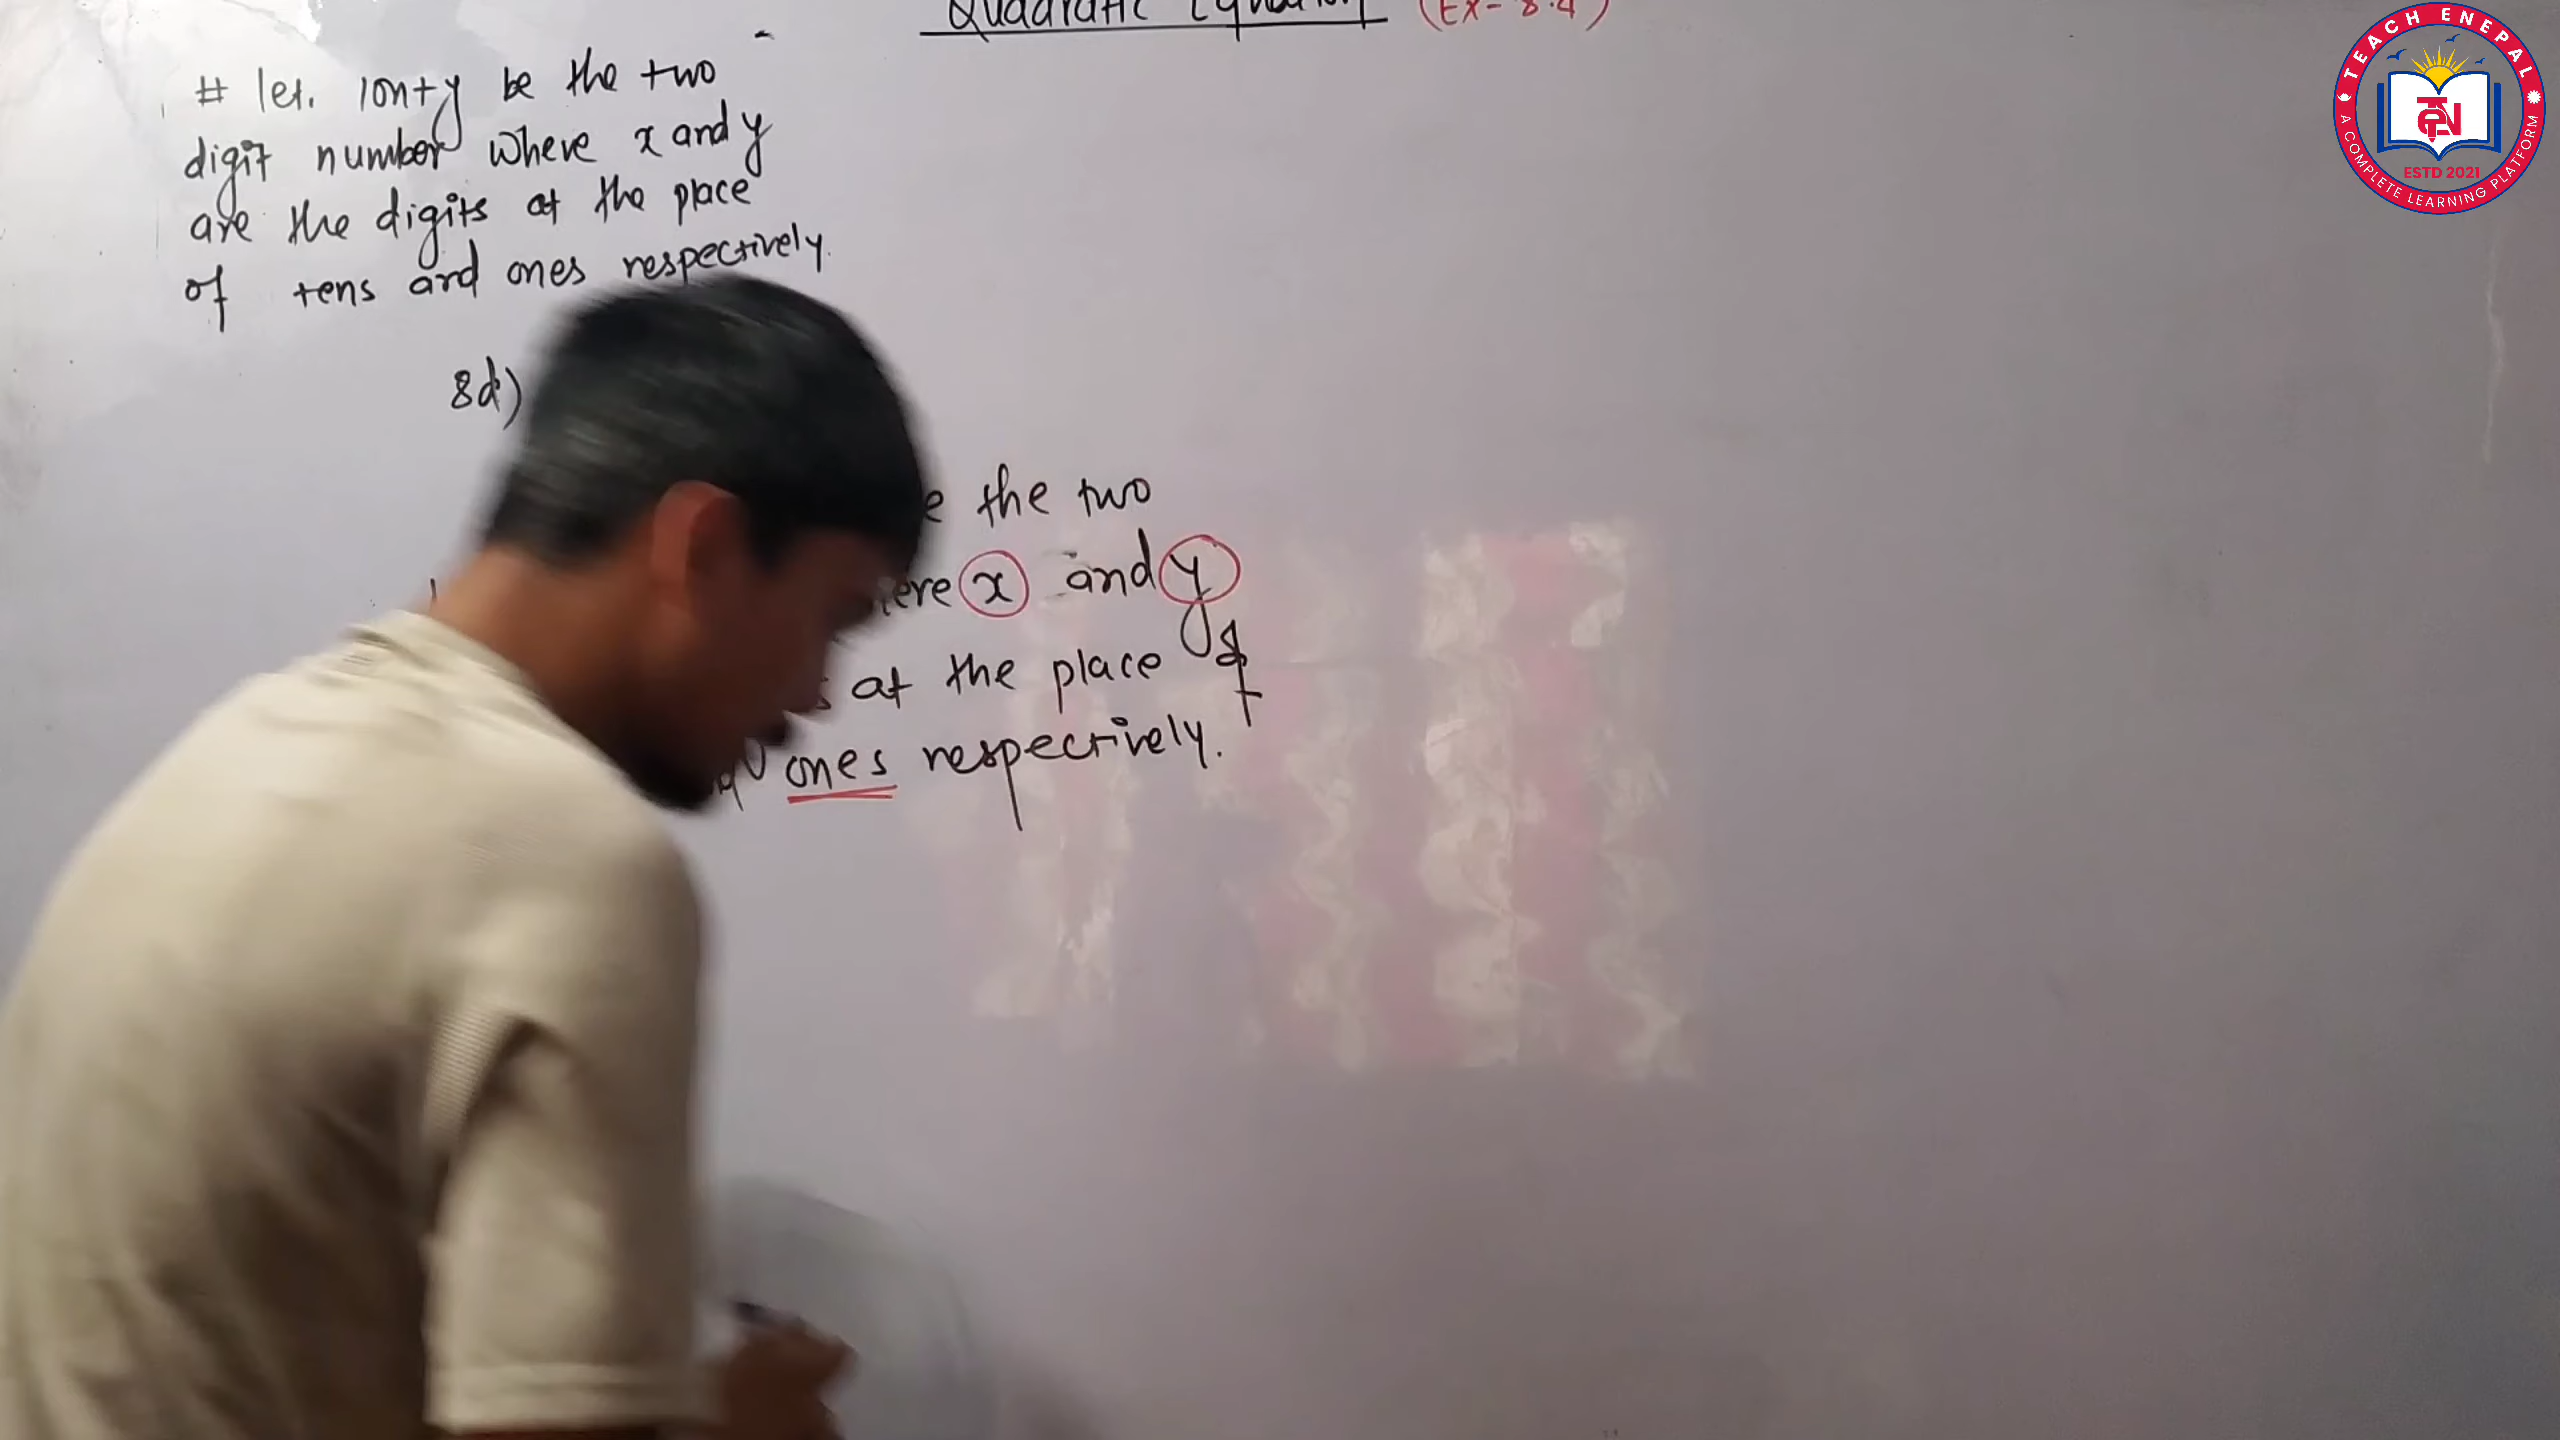 Quadratic Equation (Ex- 8.4)
# let. 10x+y be the two
digit number where x and y
are the digits at the place
of tens and ones respectively.
8d)
the two
x and y
at the place of
ones respectively.
TEACH ENEPAL
A COMPLETE LEARNING PLATFORM
ESTD 2021